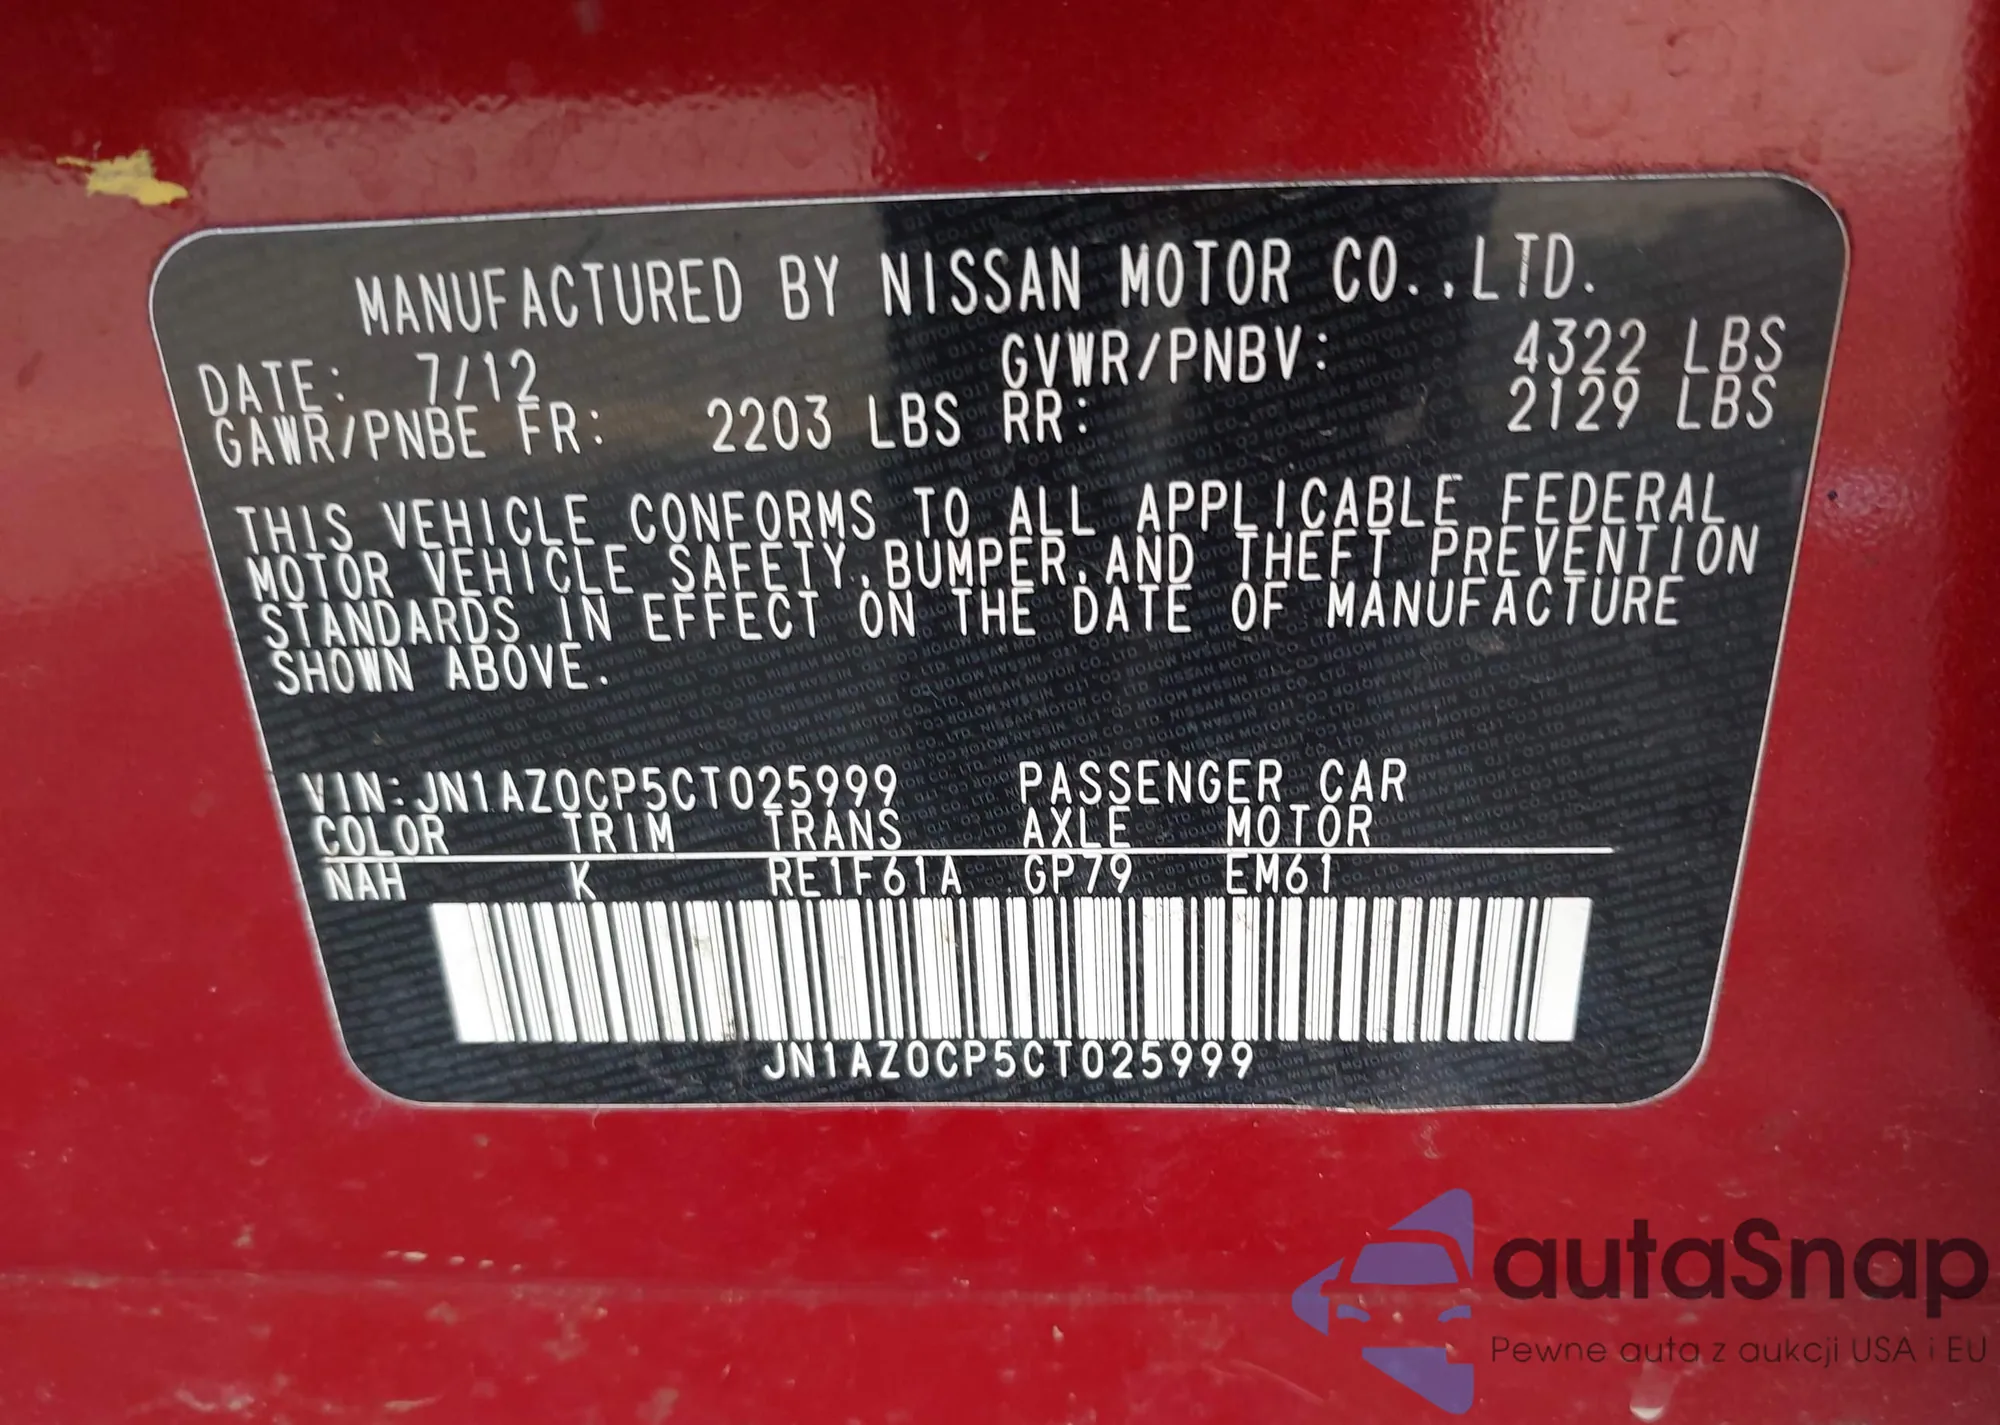 MANUFACTURED BY NISSAN MOTOR CO.,LTD.
DATE: 7/12 GVWR/PNBV: 4322 LBS
GAWR/PNBE FR: 2203 LBS RR: 2129 LBS
THIS VEHICLE CONFORMS TO ALL APPLICABLE FEDERAL
MOTOR VEHICLE SAFETY,BUMPER,AND THEFT PREVENTION
STANDARDS IN EFFECT ON THE DATE OF MANUFACTURE
SHOWN ABOVE.
VIN:JN1AZ0CP5CT025999 PASSENGER CAR
COLOR TRIM TRANS AXLE MOTOR
NAH K RE1F61A GP79 EM61
JN1AZ0CP5CT025999
autaSnap
Pewne auta z aukcji USA i EU